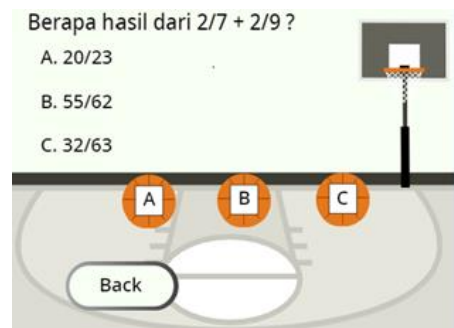 Berapa hasil dari 2/7 + 2/9 ?
A. 20/23
B. 55/62
C. 32/63
A B C
Back